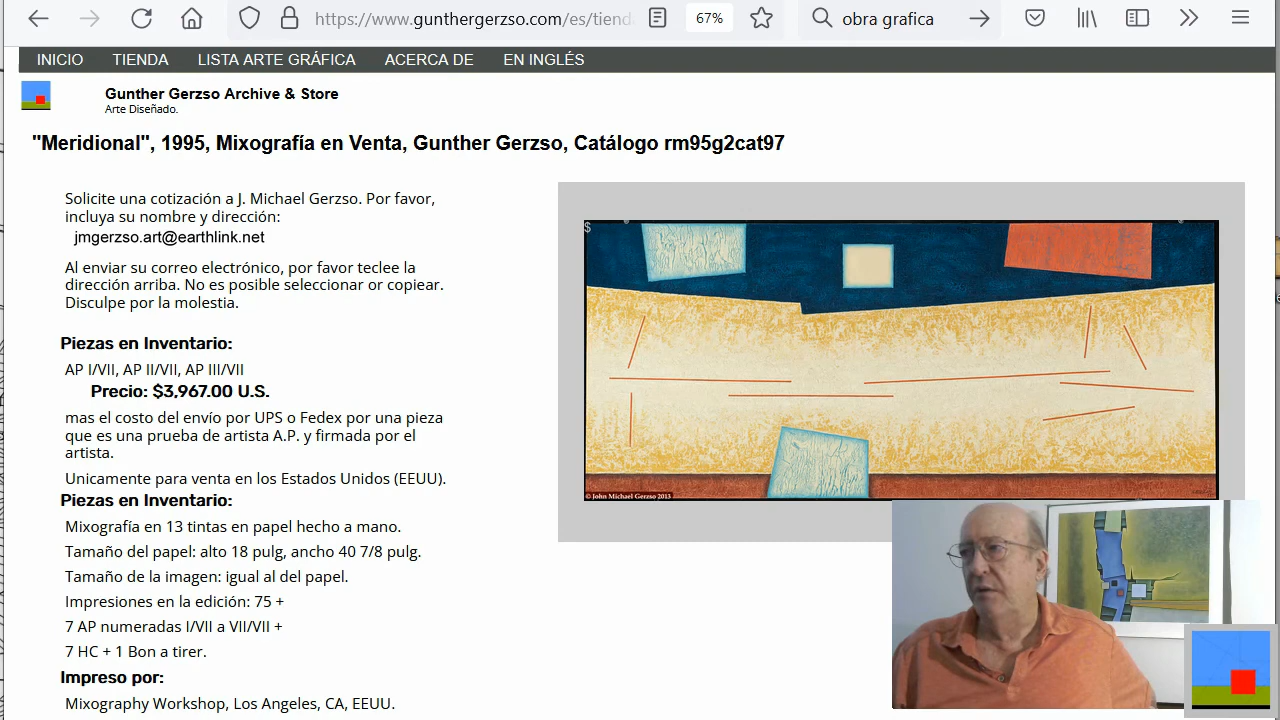 https://www.gunthergerzso.com/es/tiend
67%
obra grafica
INICIO
TIENDA
LISTA ARTE GRÁFICA
ACERCA DE
EN INGLÉS
Gunther Gerzso Archive & Store
Arte Diseñado.
"Meridional", 1995, Mixografía en Venta, Gunther Gerzso, Catálogo rm95g2cat97
Solicite una cotización a J. Michael Gerzso. Por favor,
incluya su nombre y dirección:
jmgerzso.art@earthlink.net
Al enviar su correo electrónico, por favor teclee la
dirección arriba. No es posible seleccionar or copiear.
Disculpe por la molestia.
Piezas en Inventario:
AP I/VII, AP II/VII, AP III/VII
Precio: $3,967.00 U.S.
mas el costo del envío por UPS o Fedex por una pieza
que es una prueba de artista A.P. y firmada por el
artista.
Unicamente para venta en los Estados Unidos (EEUU).
Piezas en Inventario:
Mixografía en 13 tintas en papel hecho a mano.
Tamaño del papel: alto 18 pulg, ancho 40 7/8 pulg.
Tamaño de la imagen: igual al del papel.
Impresiones en la edición: 75 +
7 AP numeradas I/VII a VII/VII +
7 HC + 1 Bon a tirer.
Impreso por:
Mixography Workshop, Los Angeles, CA, EEUU.
$
© John Michael Gerzso 2013